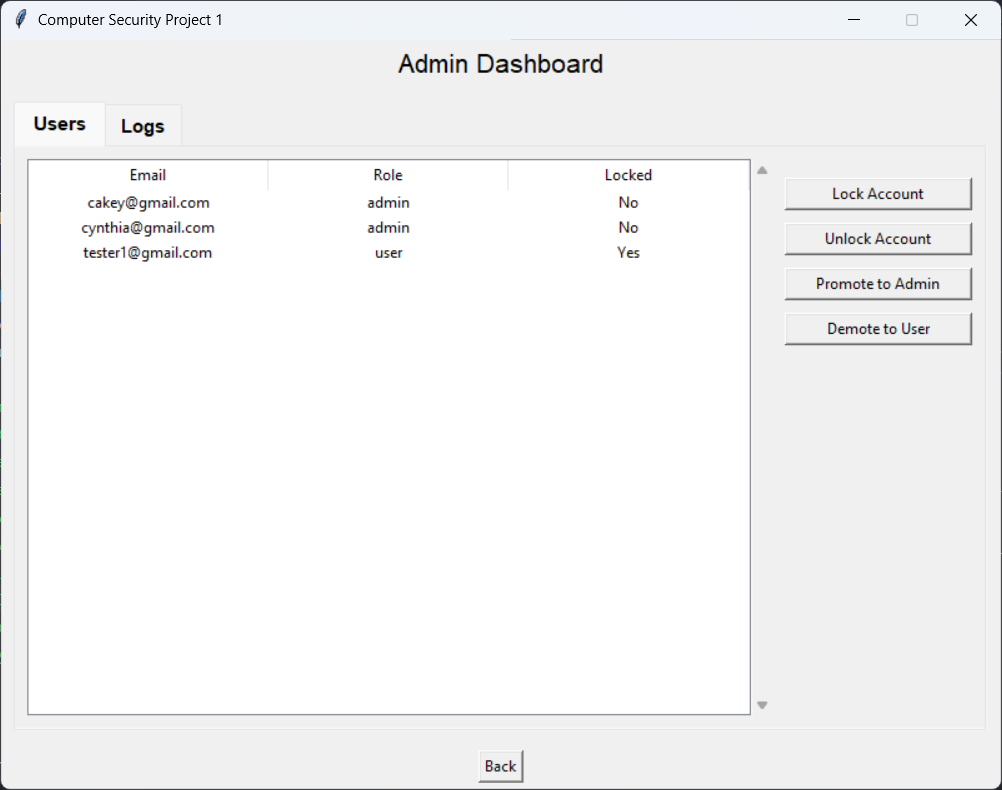 Computer Security Project 1
Admin Dashboard
Users Logs
Email Role Locked
cakey@gmail.com admin No
cynthia@gmail.com admin No
tester1@gmail.com user Yes
Lock Account
Unlock Account
Promote to Admin
Demote to User
Back